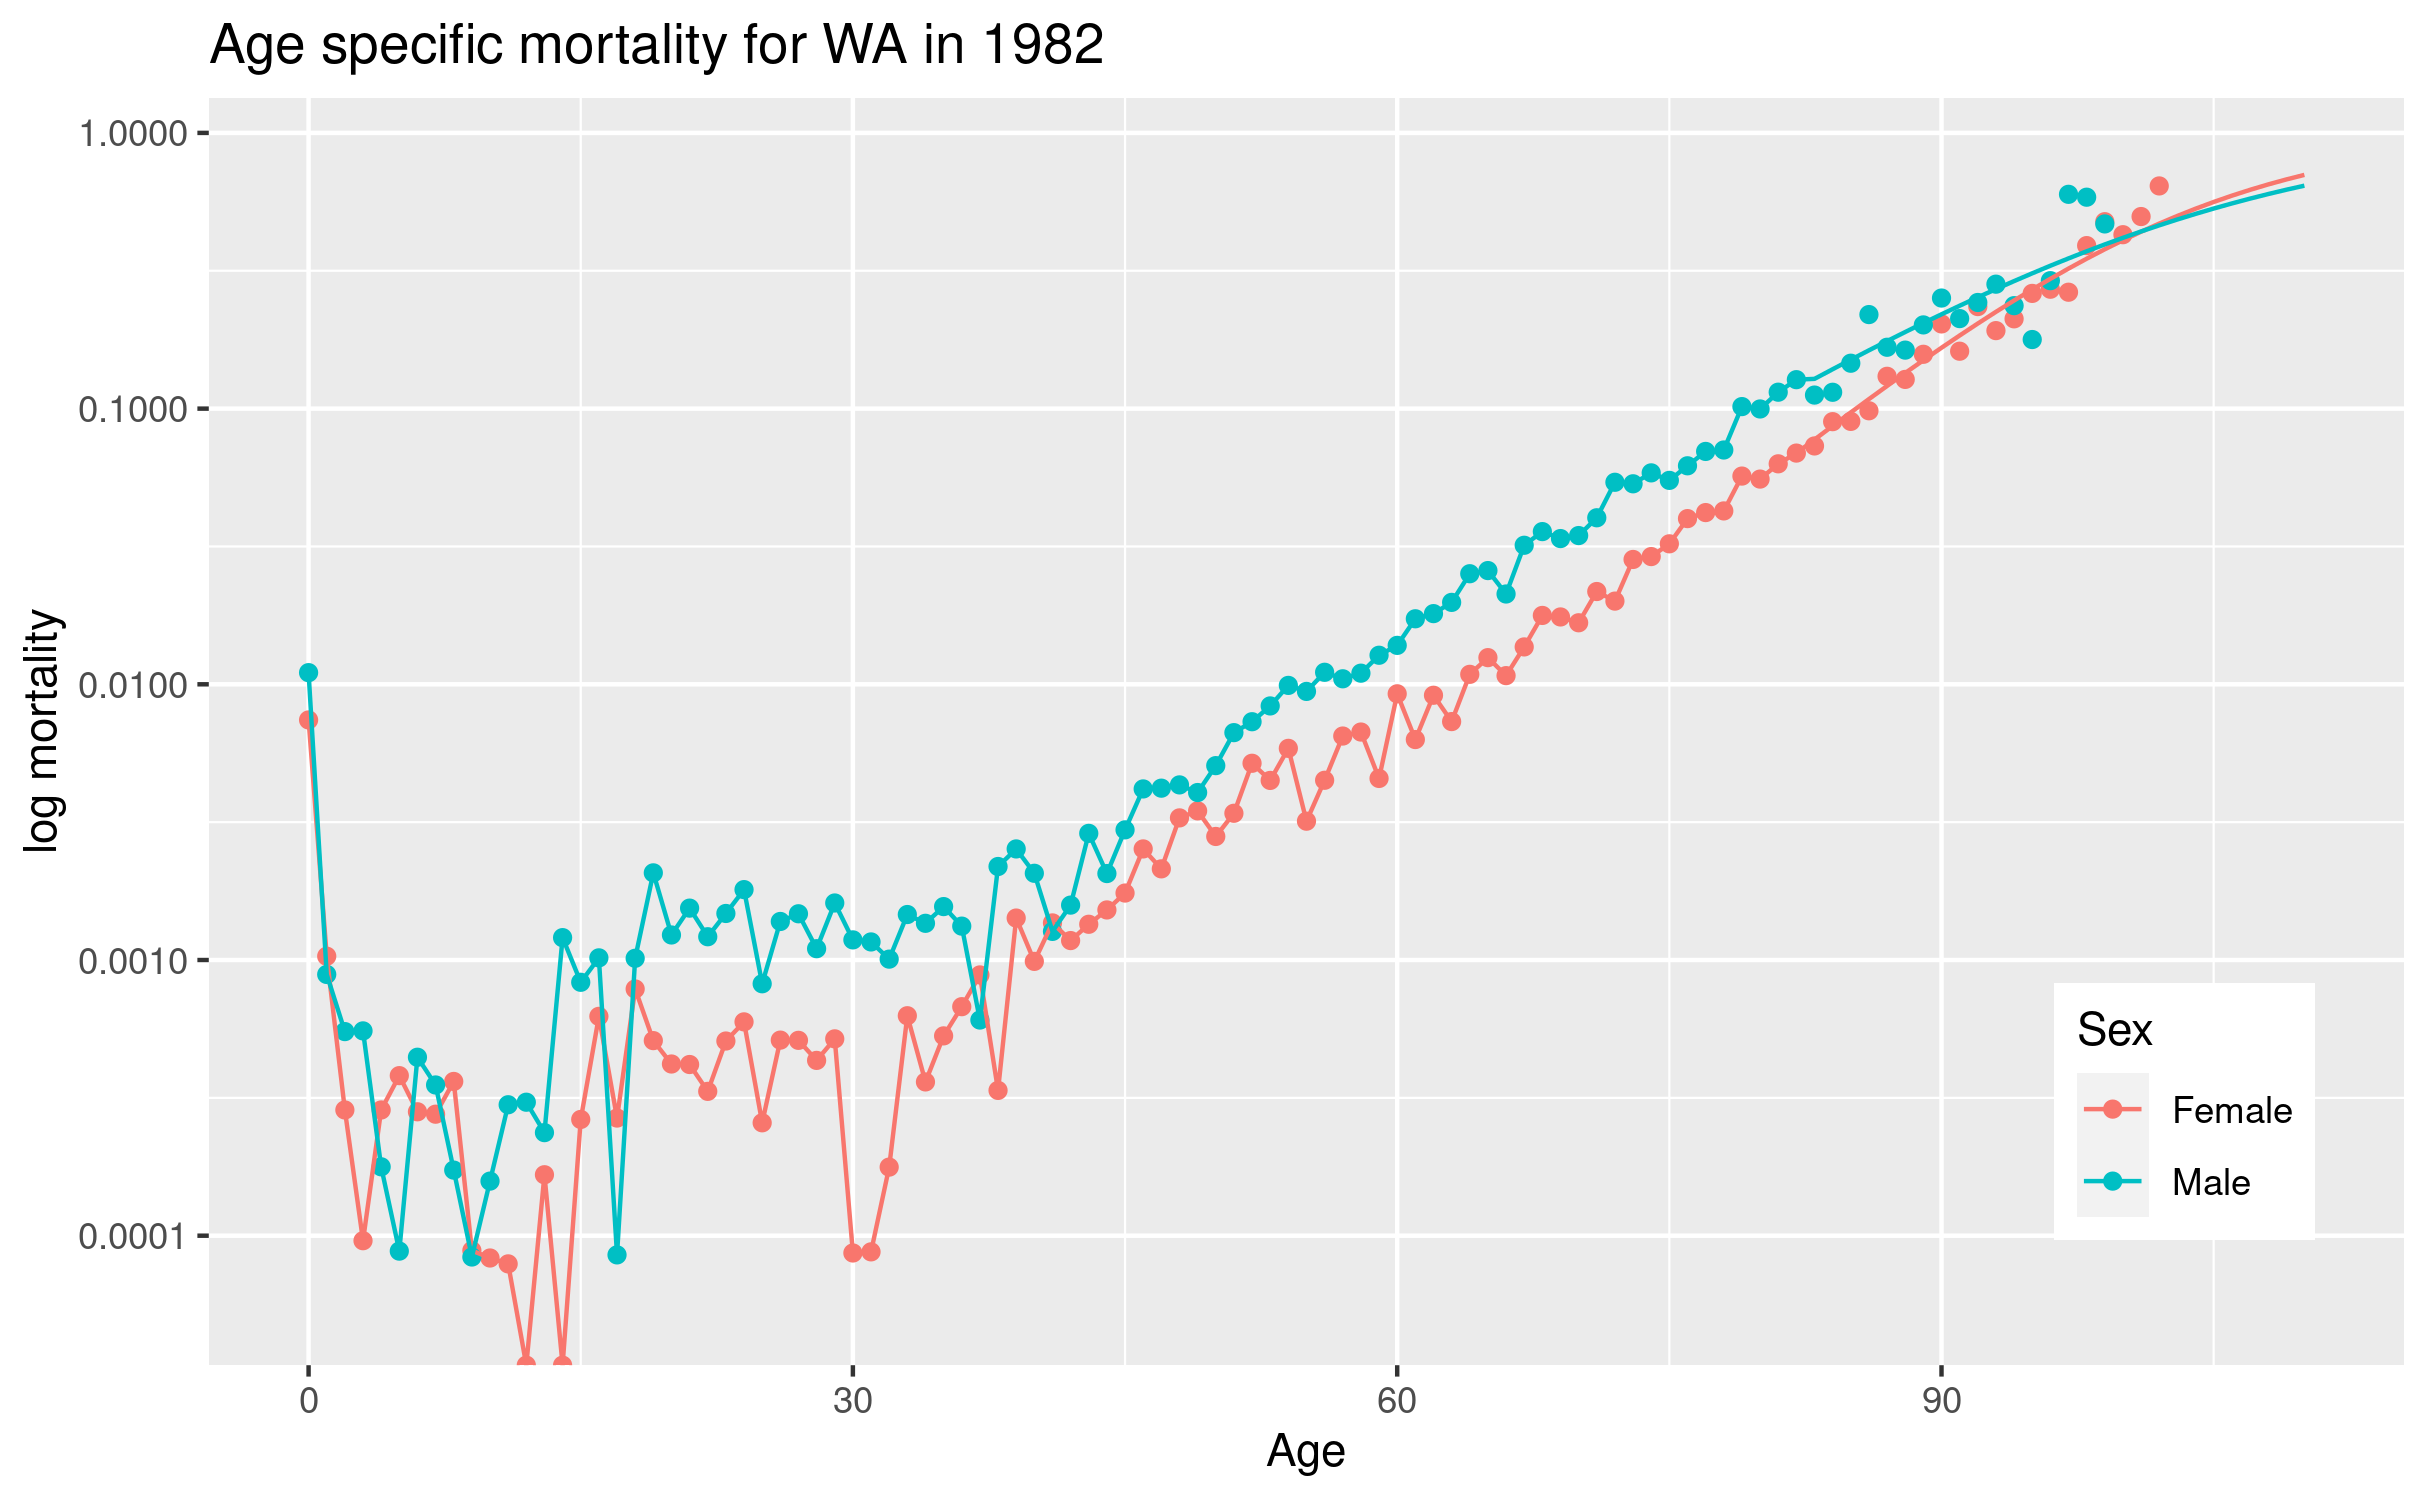 Age specific mortality for WA in 1982
log mortality
1.0000
0.1000
0.0100
0.0010
0.0001
0
30
60
90
Age
Sex
Female
Male